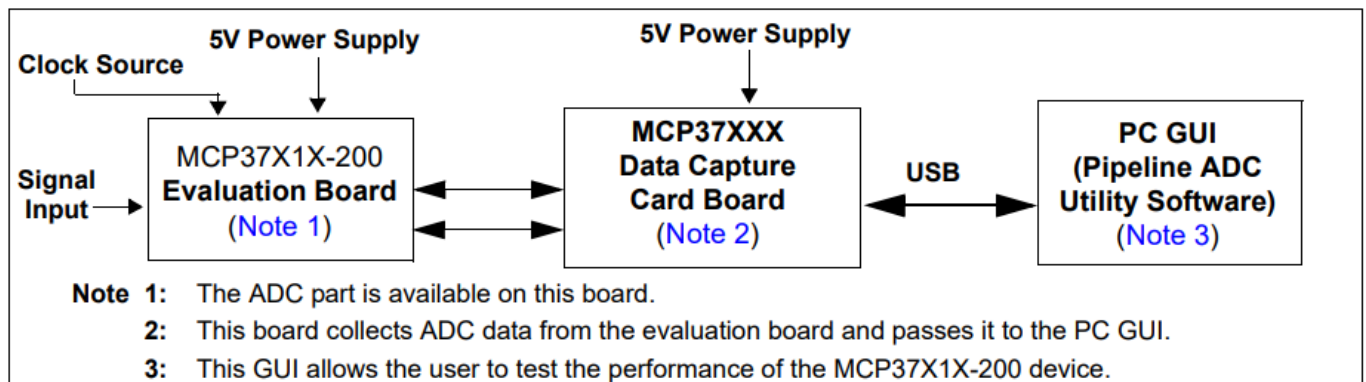 5V Power Supply
5V Power Supply
Clock Source
MCP37X1X-200
Evaluation Board
(Note 1)
Signal
Input
MCP37XXX
Data Capture
Card Board
(Note 2)
USB
PC GUI
(Pipeline ADC
Utility Software)
(Note 3)
Note 1: The ADC part is available on this board.
2: This board collects ADC data from the evaluation board and passes it to the PC GUI.
3: This GUI allows the user to test the performance of the MCP37X1X-200 device.